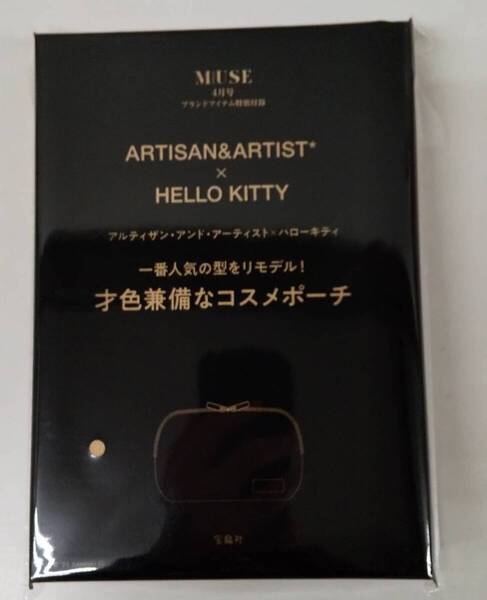 MUSE
4月号
ブランドアイテム特別付録
ARTISAN&ARTIST*
×
HELLO KITTY
アルティザン・アンド・アーティスト×ハローキティ
一番人気の型をリモデル!
才色兼備なコスメポーチ
宝島社